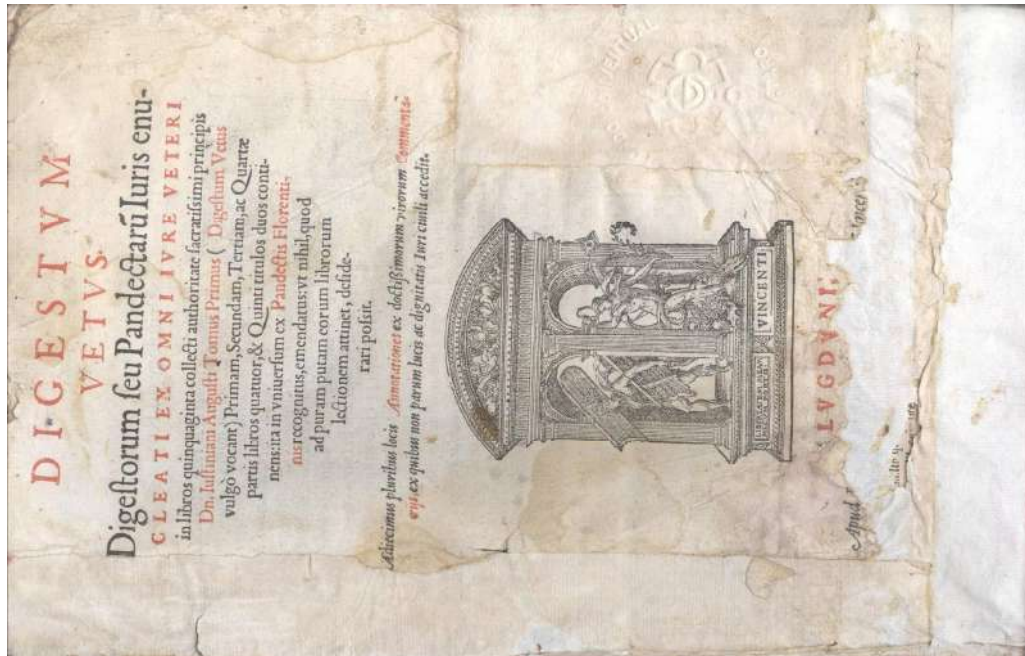 DIGESTVM
VETVS.
Digeſtorum ſeu Pandectarũ Iuris enu-
CLEATI EX OMNI IVRE VETERI
in libros quinquaginta collecti authoritate ſacratiſsimi principis
Dn. Iuſtiniani Auguſti Tomus Primus ( Digeſtum Vetus
vulgò vocant) Primam, Secundam, Tertiam, ac Quartæ
partis libros quatuor, & Quinti titulos duos conti-
nens: ita in vniuerſum ex Pandectis Florenti-
nis recognitus, emendatus: vt nihil, quod
ad puram putam eorum librorum
lectionem attinet, deſide-
rari poſsit.
Adiecimus pluribus locis Annotationes ex doctiſsimorum virorum Commenta-
rijs, ex quibus non parum lucis ac dignitatis Iuri ciuili accedit.
VINCENTI
LVGDVNI,
Apud
Vincenti